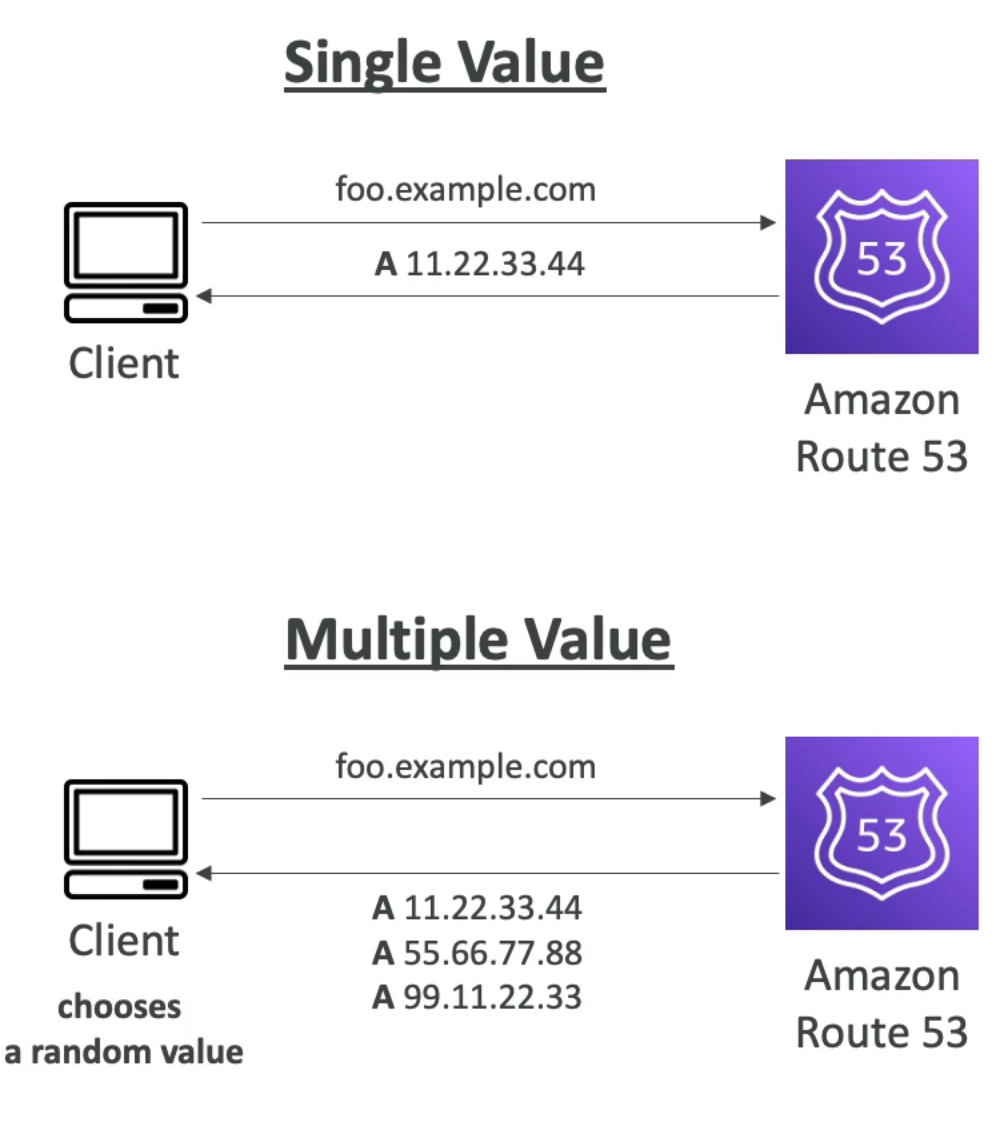 Single Value
foo.example.com
A 11.22.33.44
53
Client
Amazon
Route 53
Multiple Value
foo.example.com
53
A 11.22.33.44
A 55.66.77.88
A 99.11.22.33
Client
chooses
a random value
Amazon
Route 53